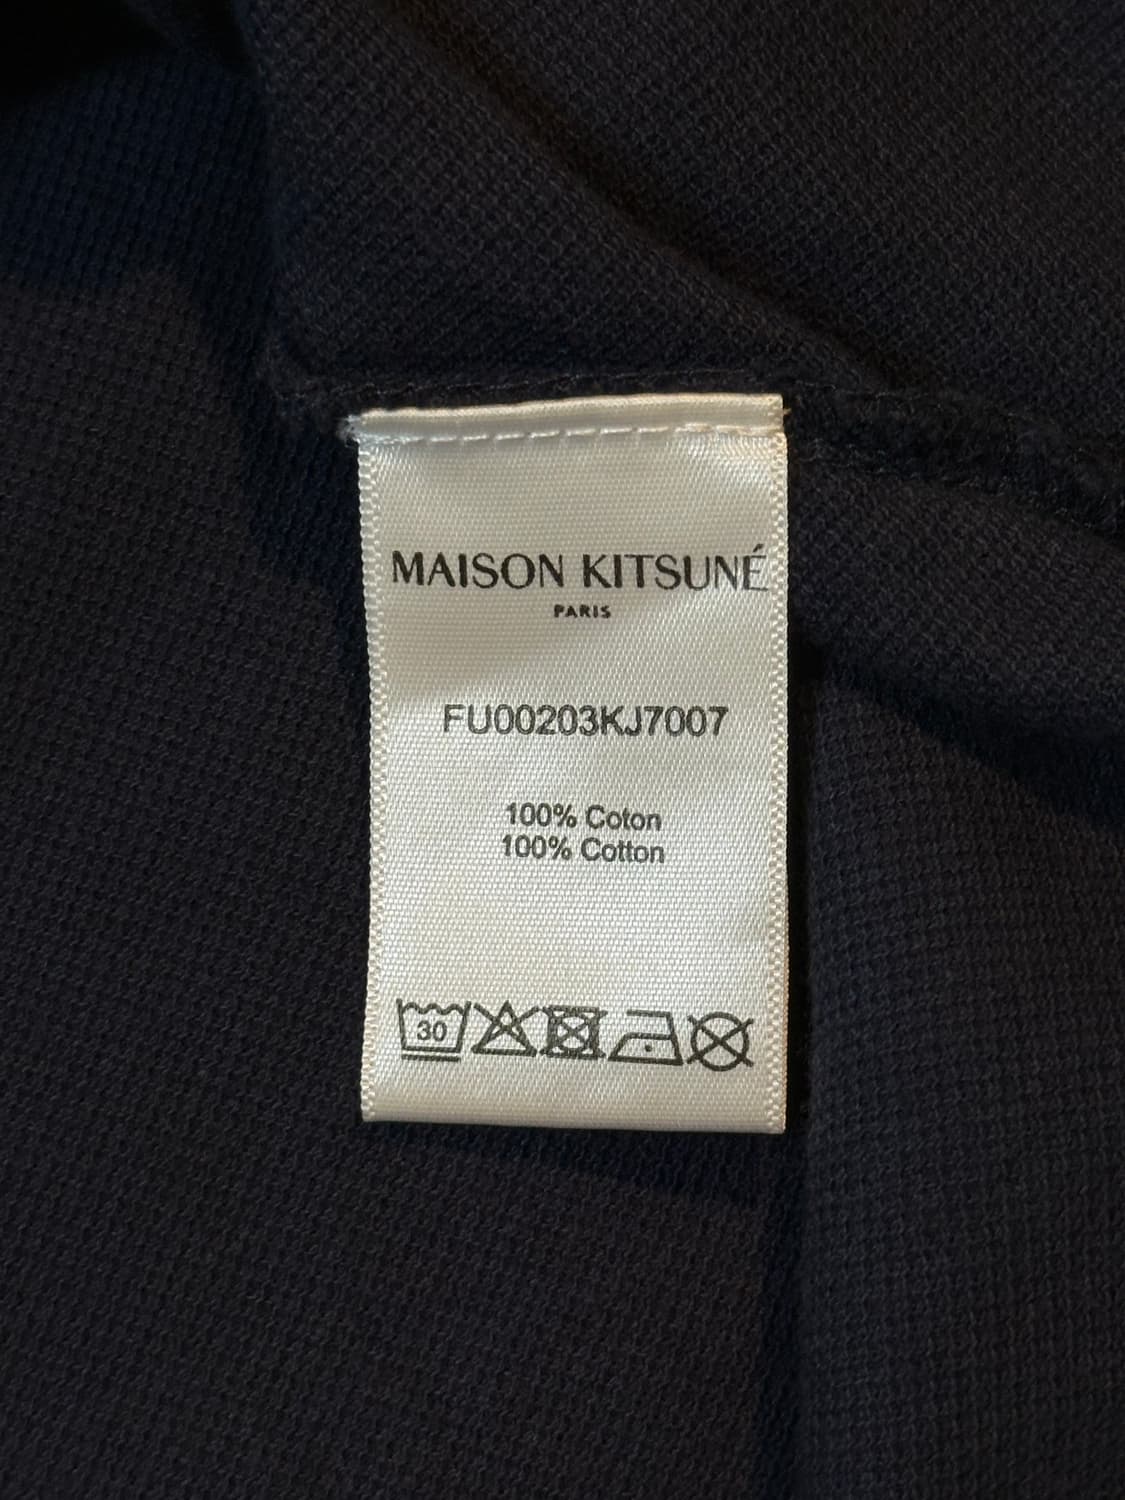 MAISON KITSUNÉ
PARIS
FU00203KJ7007
100% Coton
100% Cotton
30